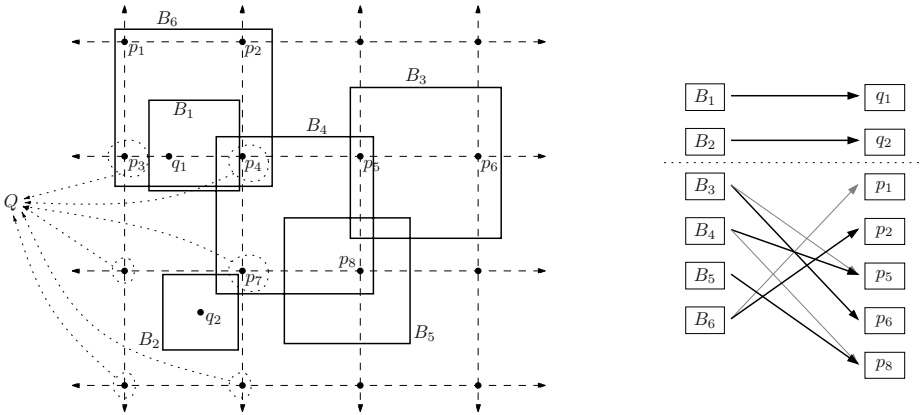 B₆
p₁ p₂
B₃
B₁
B₄
p₃ q₁ p₄ p₅ p₆
Q
p₈
p₇
q₂
B₂ B₅
B₁ q₁
B₂ q₂
B₃ p₁
B₄ p₂
B₅ p₅
B₆ p₆
p₈